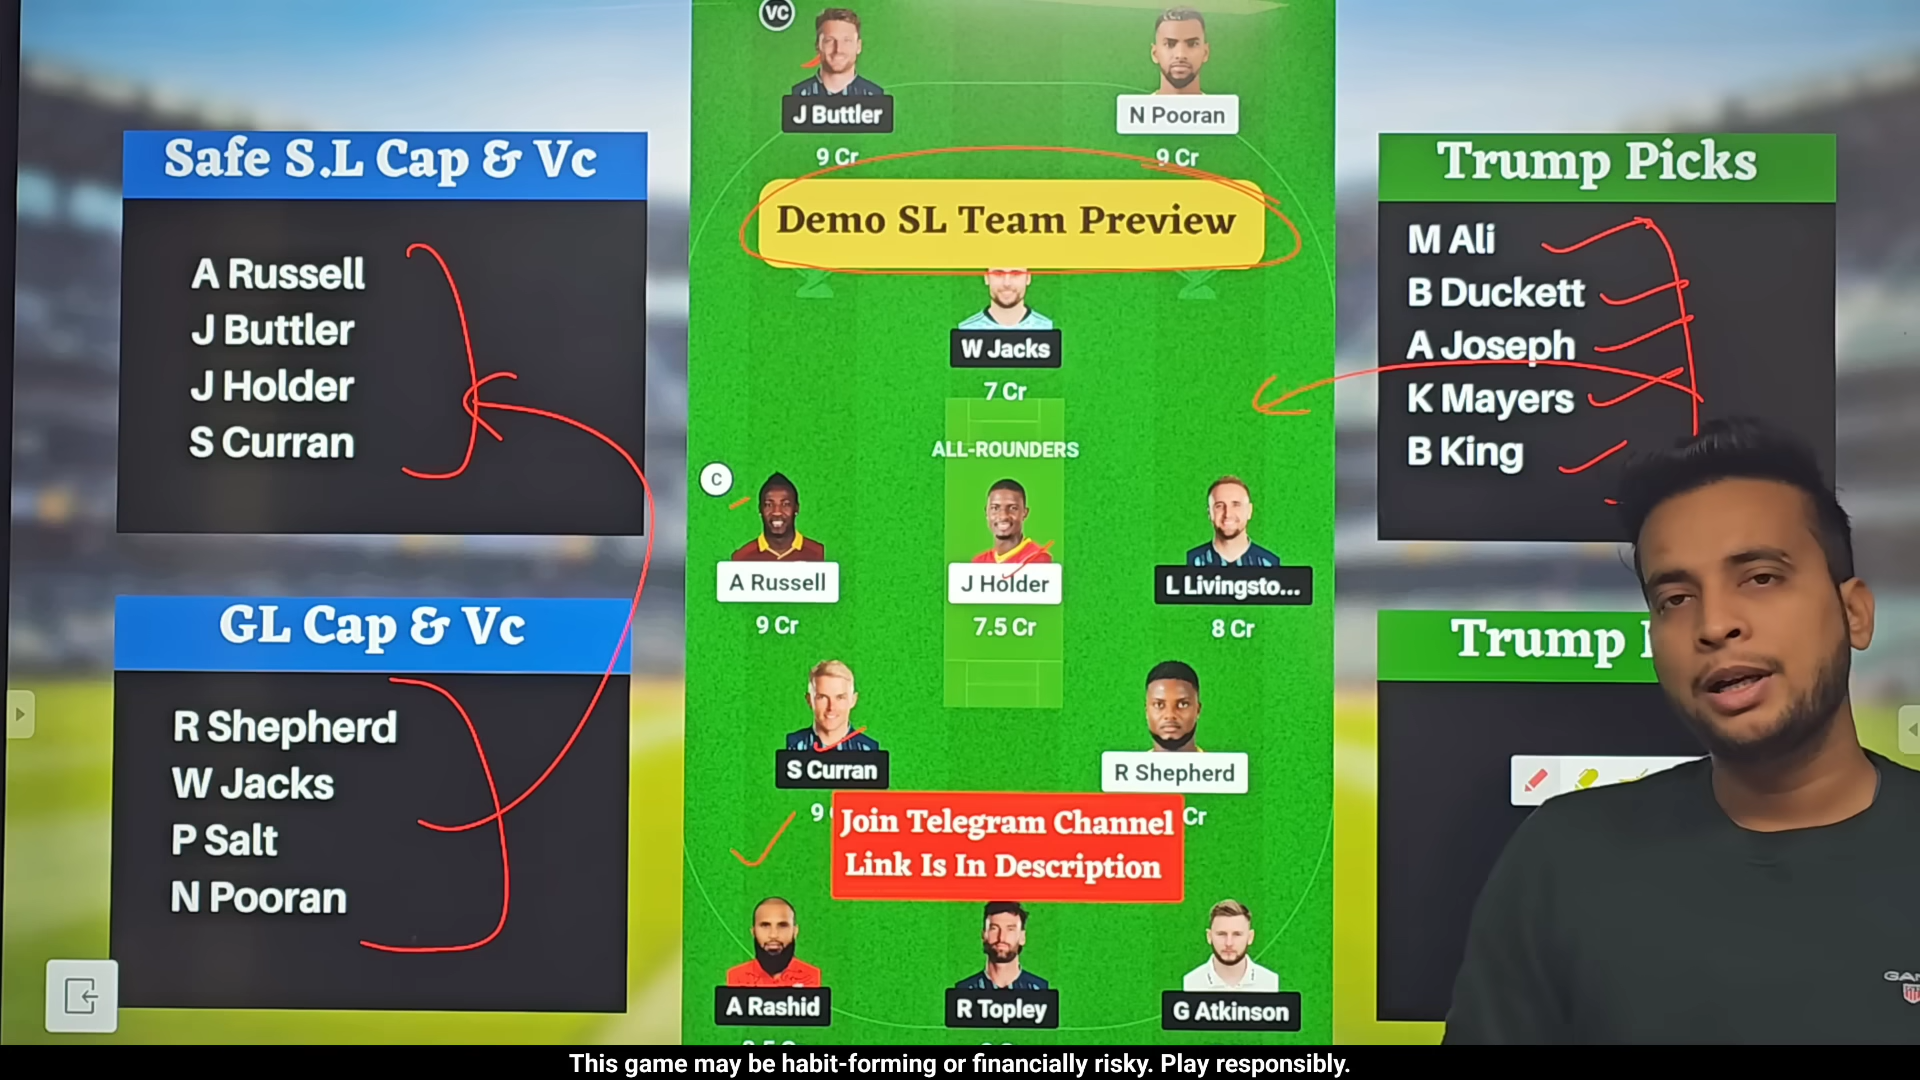 VC
J Buttler
9 Cr
N Pooran
9 Cr
Safe S.L Cap & Vc
A Russell
J Buttler
J Holder
S Curran
Demo SL Team Preview
W Jacks
7 Cr
Trump Picks
M Ali
B Duckett
A Joseph
K Mayers
B King
ALL-ROUNDERS
C
A Russell
9 Cr
J Holder
7.5 Cr
L Livingsto...
8 Cr
GL Cap & Vc
R Shepherd
W Jacks
P Salt
N Pooran
Trump
S Curran
9
R Shepherd
Cr
Join Telegram Channel
Link Is In Description
A Rashid
R Topley
G Atkinson
This game may be habit-forming or financially risky. Play responsibly.